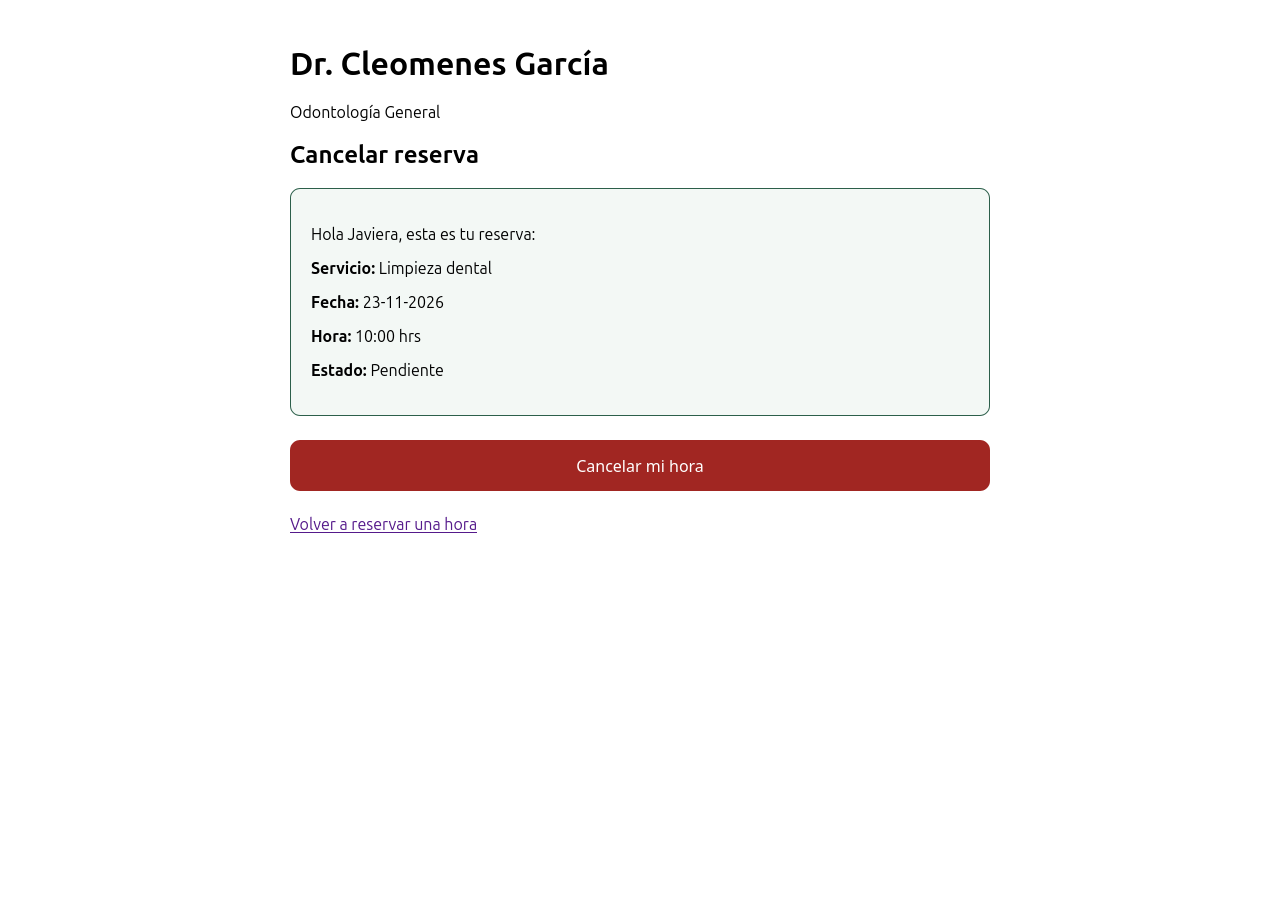 Dr. Cleomenes García
Odontología General
Cancelar reserva
Hola Javiera, esta es tu reserva:
Servicio: Limpieza dental
Fecha: 23-11-2026
Hora: 10:00 hrs
Estado: Pendiente
Cancelar mi hora
Volver a reservar una hora